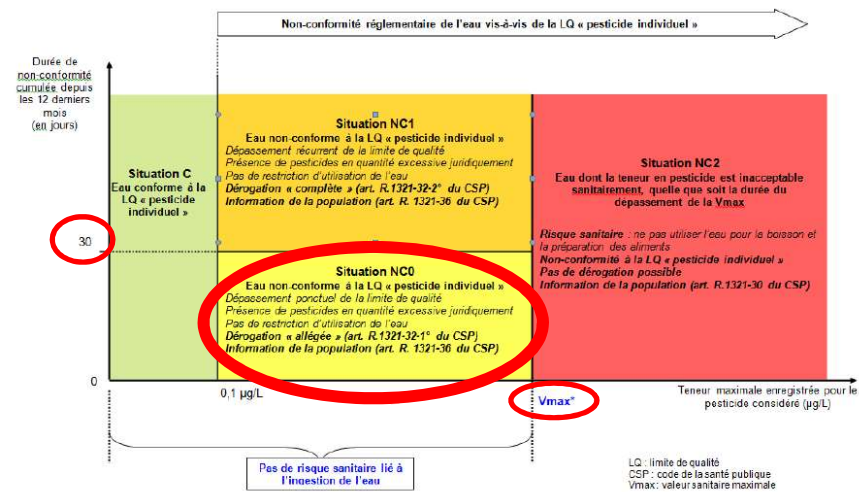 Non-conformité réglementaire de l'eau vis-à-vis de la LQ « pesticide individuel »
Durée de
non-conformité
cumulée depuis
les 12 derniers
mois
(en jours)
Situation C
Eau conforme à la
LQ « pesticide
individuel »
Situation NC1
Eau non-conforme à la LQ « pesticide individuel »
Dépassement récurrent de la limite de qualité
Présence de pesticides en quantité excessive juridiquement
Pas de restriction d'utilisation de l'eau
Dérogation « complète » (art. R.1321-32-2° du CSP)
Information de la population (art. R. 1321-36 du CSP)
Situation NC2
Eau dont la teneur en pesticide est inacceptable
sanitairement, quelle que soit la durée du
dépassement de la Vmax
Risque sanitaire : ne pas utiliser l'eau pour la boisson et
la préparation des aliments
Non-conformité à la LQ « pesticide individuel »
Pas de dérogation possible
Information de la population (art. R.1321-30 du CSP)
30
Situation NC0
Eau non-conforme à la LQ « pesticide individuel »
Dépassement ponctuel de la limite de qualité
Présence de pesticides en quantité excessive juridiquement
Pas de restriction d'utilisation de l'eau
Dérogation « allégée » (art. R.1321-32-1° du CSP)
Information de la population (art. R. 1321-36 du CSP)
0
0,1 µg/L
Vmax*
Teneur maximale enregistrée pour le
pesticide considéré (µg/L)
Pas de risque sanitaire lié à
l'ingestion de l'eau
LQ : limite de qualité
CSP : code de la santé publique
Vmax : valeur sanitaire maximale